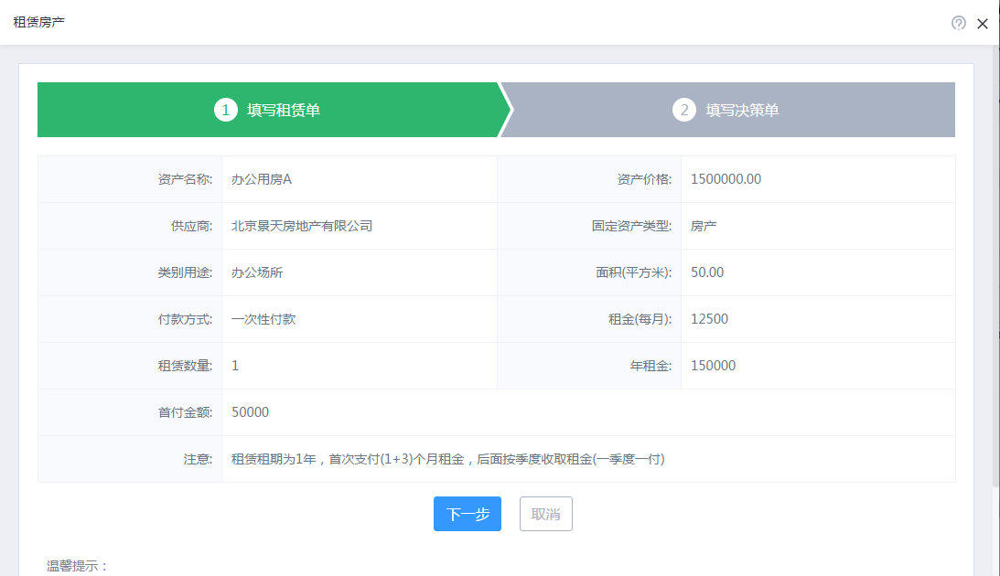 租赁房产
1 填写租赁单 2 填写决策单
资产名称: 办公用房A 资产价格: 1500000.00
供应商: 北京景天房地产有限公司 固定资产类型: 房产
类别用途: 办公场所 面积(平方米): 50.00
付款方式: 一次性付款 租金(每月): 12500
租赁数量: 1 年租金: 150000
首付金额: 50000
注意: 租赁租期为1年，首次支付(1+3)个月租金，后面按季度收取租金(一季度一付)
下一步 取消
温馨提示：